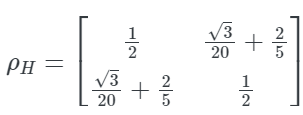 ρ_H = [ 1/2   √3/20 + 2/5 ]
[ √3/20 + 2/5   1/2 ]